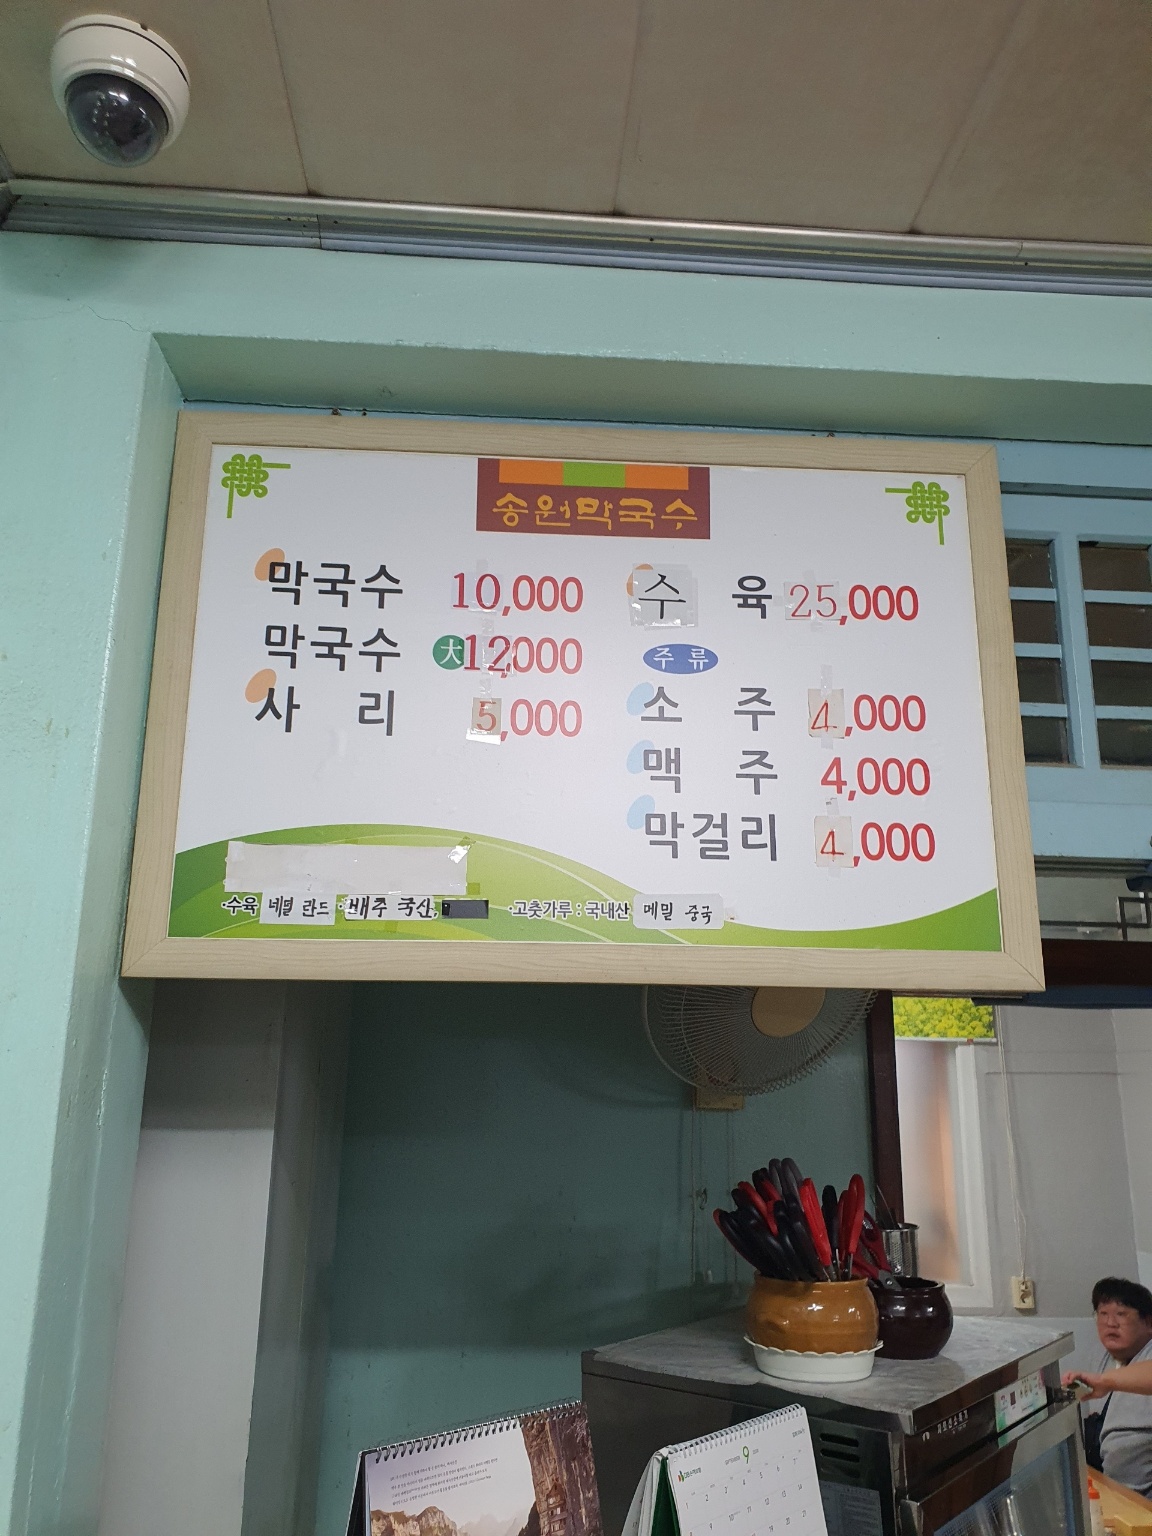 송원막국수
막국수 10,000
막국수 大 12,000
사 리 5,000
수 육 25,000
주 류
소 주 4,000
맥 주 4,000
막걸리 4,000
·수육 네덜란드 ·배추 국산, ·고춧가루 : 국내산 메밀 중국
9